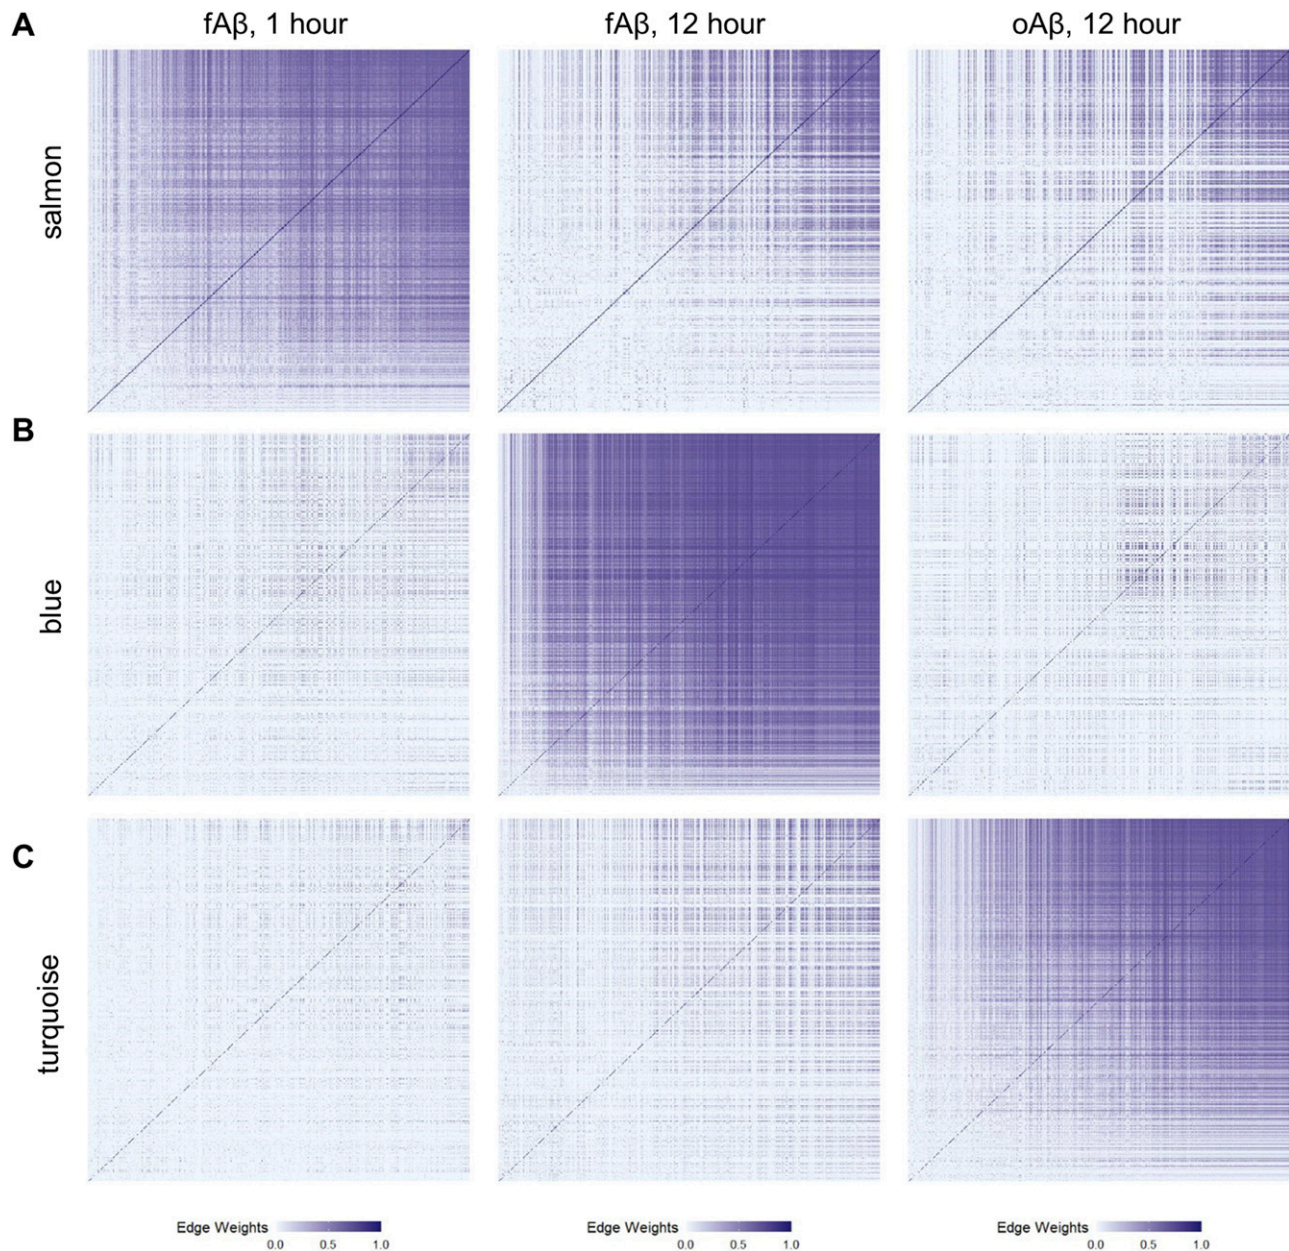 A
fAβ, 1 hour
fAβ, 12 hour
oAβ, 12 hour
salmon
B
blue
C
turquoise
Edge Weights
0.0 0.5 1.0
Edge Weights
0.0 0.5 1.0
Edge Weights
0.0 0.5 1.0